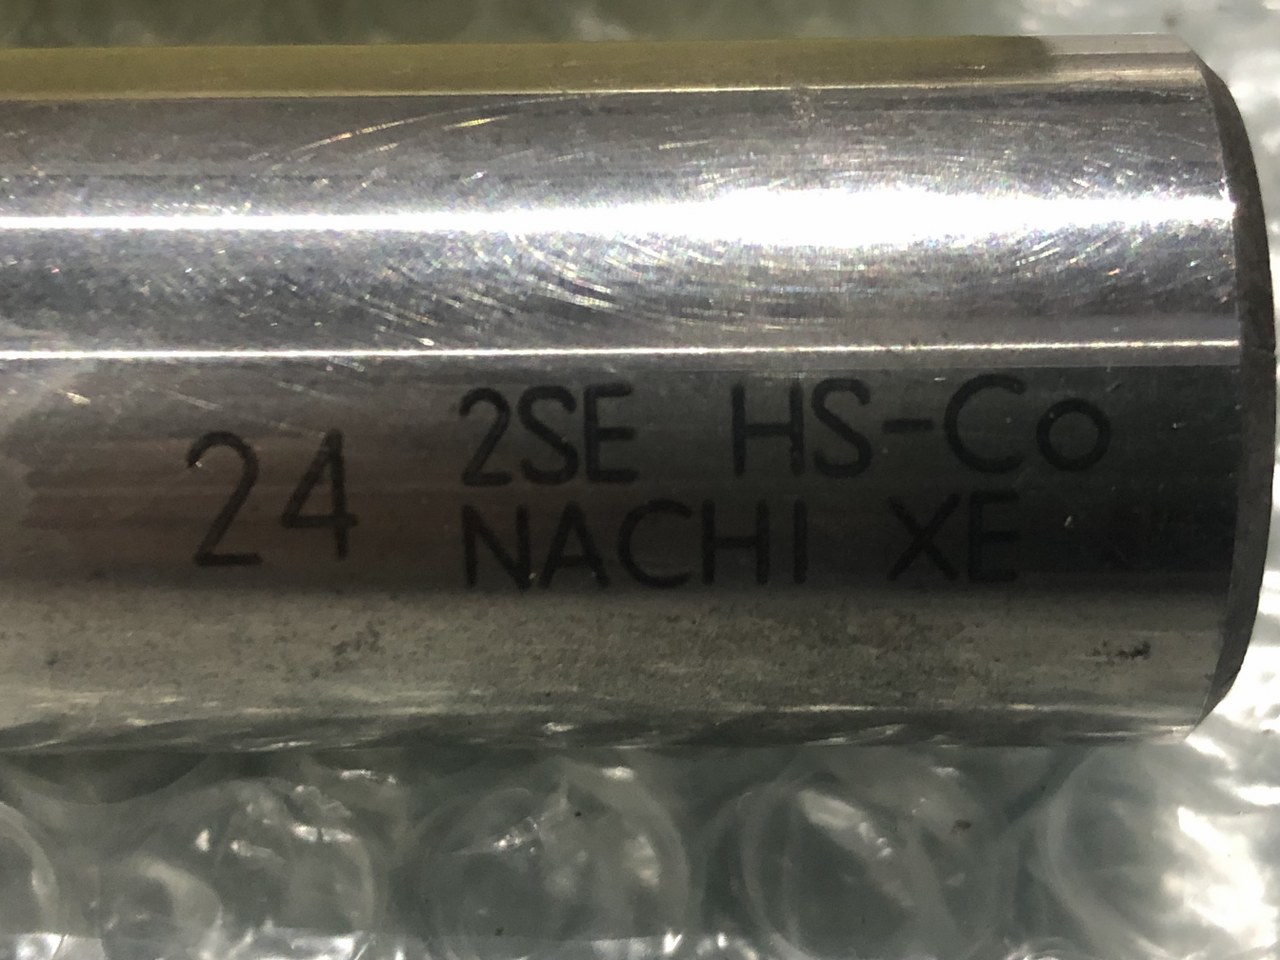 24
2SE HS-Co
NACHI XE